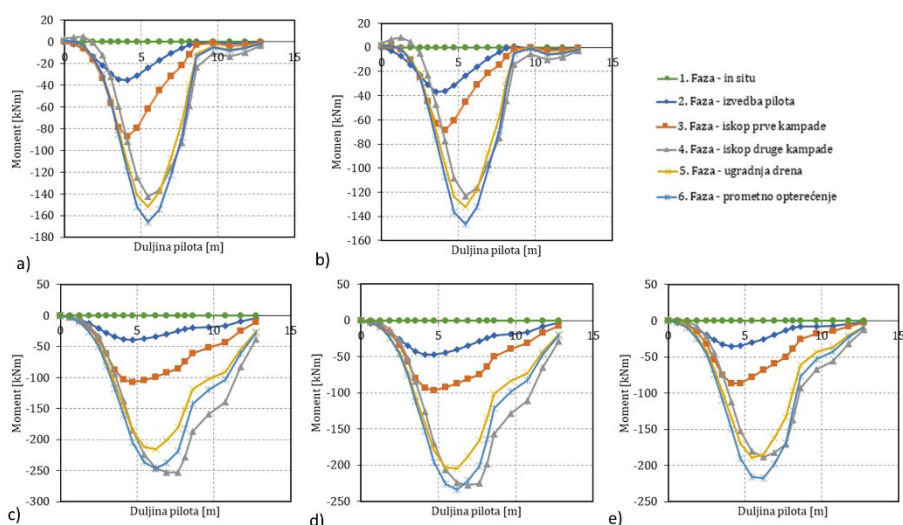 20
0
-20
-40
-60
-80
-100
-120
-140
-160
-180
0 5 10 15
Moment [kNm]
Duljina pilota [m]
a)
20
0
-20
-40
-60
-80
-100
-120
-140
-160
0 5 10 15
Momen [kNm]
Duljina pilota [m]
b)
1. Faza - in situ
2. Faza - izvedba pilota
3. Faza - iskop prve kampade
4. Faza - iskop druge kampade
5. Faza - ugradnja drena
6. Faza - prometno opterećenje
50
0
-50
-100
-150
-200
-250
-300
0 5 10 15
Moment [kNm]
Duljina pilota [m]
c)
50
0
-50
-100
-150
-200
-250
0 5 10 15
Moment [kNm]
Duljina pilota [m]
d)
50
0
-50
-100
-150
-200
-250
0 5 10 15
Moment [kNm]
Duljina pilota [m]
e)